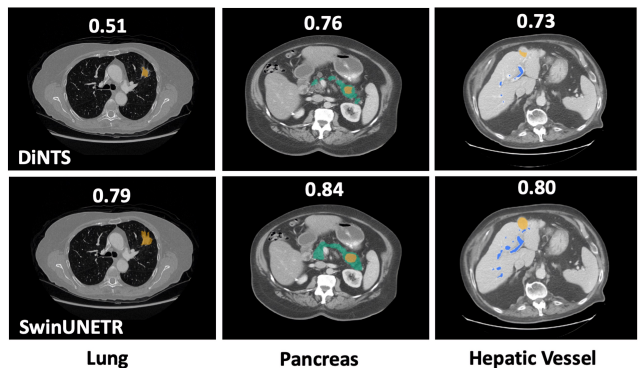 0.51 0.76 0.73
DiNTS
0.79 0.84 0.80
SwinUNETR
Lung Pancreas Hepatic Vessel